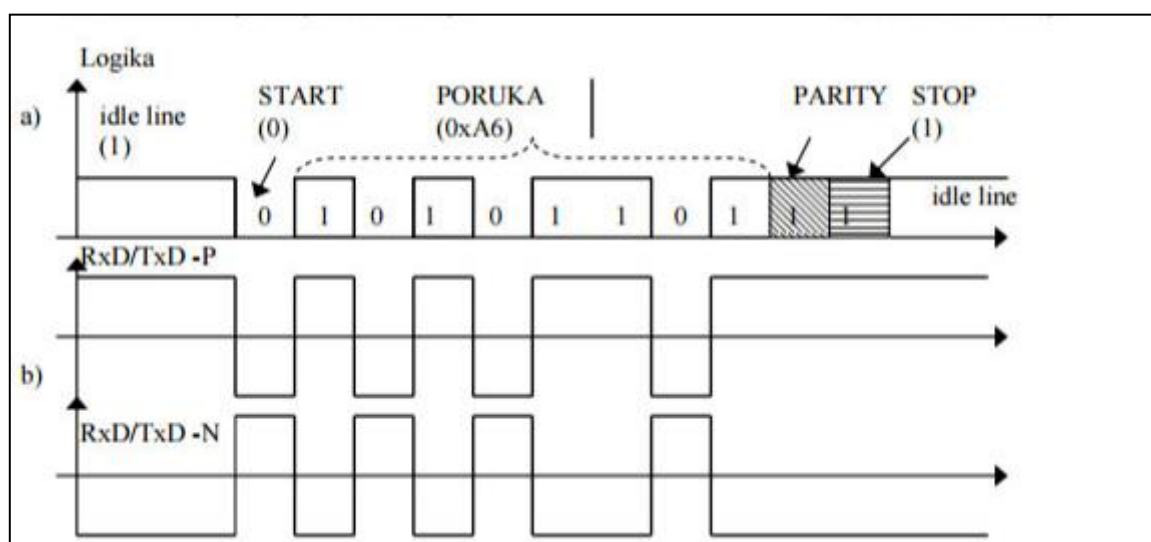 Logika
a)
idle line
(1)
START
(0)
PORUKA
(0xA6)
PARITY
STOP
(1)
idle line
0 1 0 1 0 1 1 0 1 1 1
RxD/TxD -P
b)
RxD/TxD -N